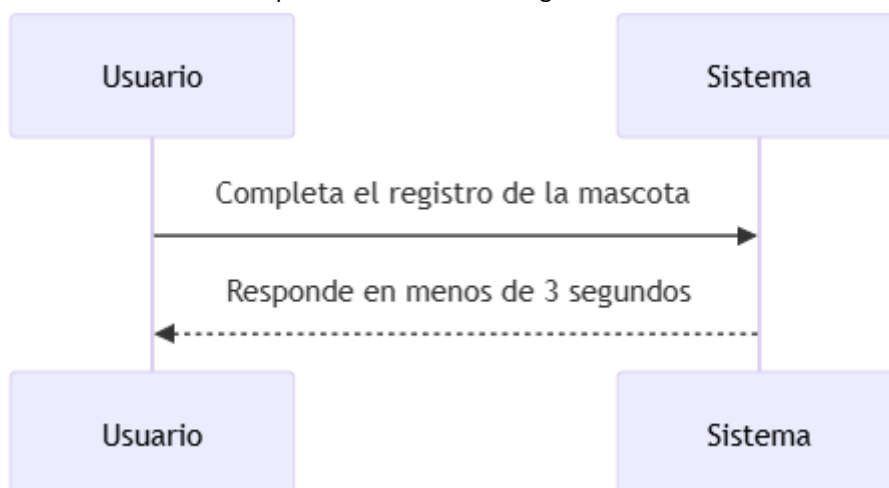 Usuario
Sistema
Completa el registro de la mascota
Responde en menos de 3 segundos
Usuario
Sistema